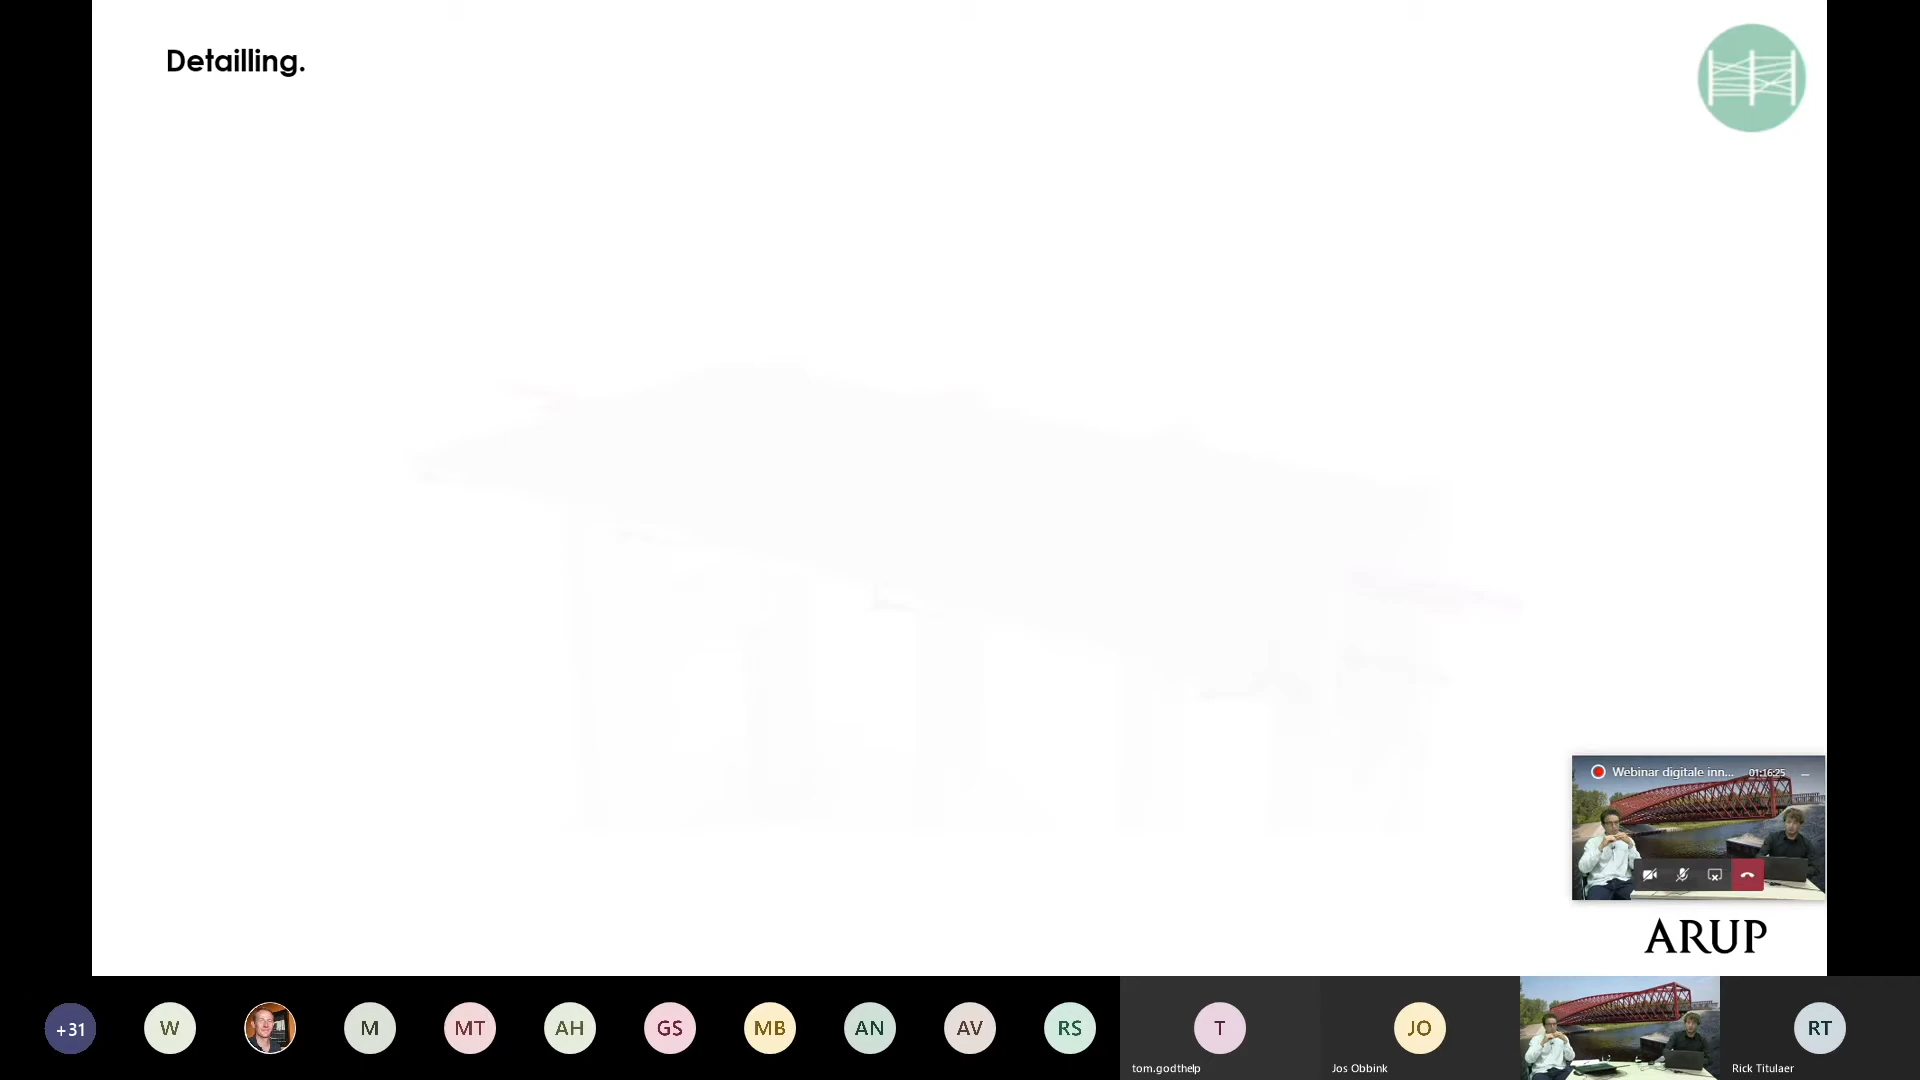 Detailling.
Webinar digitale inn...
01:16:25
ARUP
+31
W
M
MT
AH
GS
MB
AN
AV
RS
T
tom.godthelp
JO
Jos Obbink
RT
Rick Titulaer